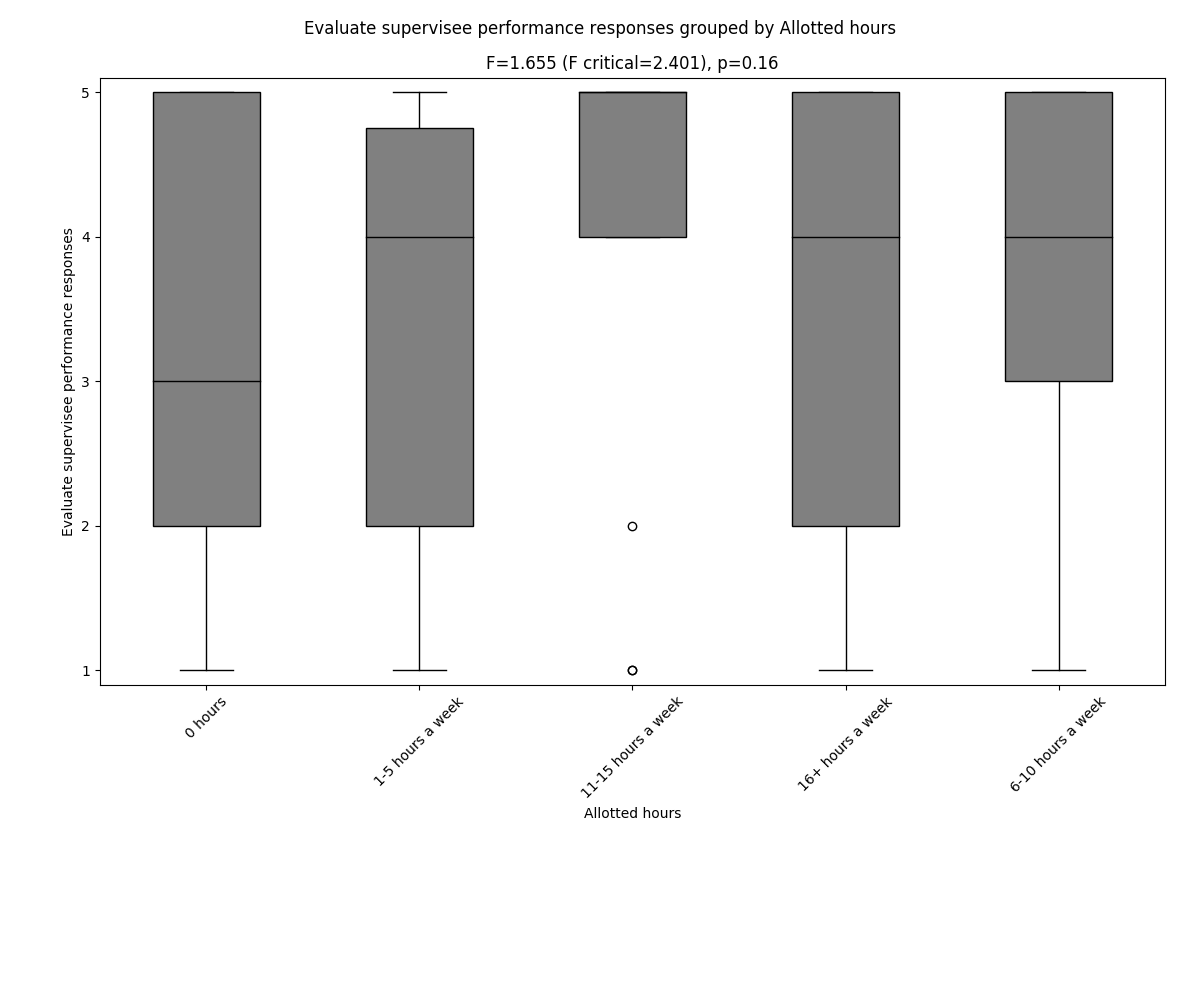 Evaluate supervisee performance responses grouped by Allotted hours
F=1.655 (F critical=2.401), p=0.16
Evaluate supervisee performance responses
5
4
3
2
1
0 hours
1-5 hours a week
11-15 hours a week
16+ hours a week
6-10 hours a week
Allotted hours